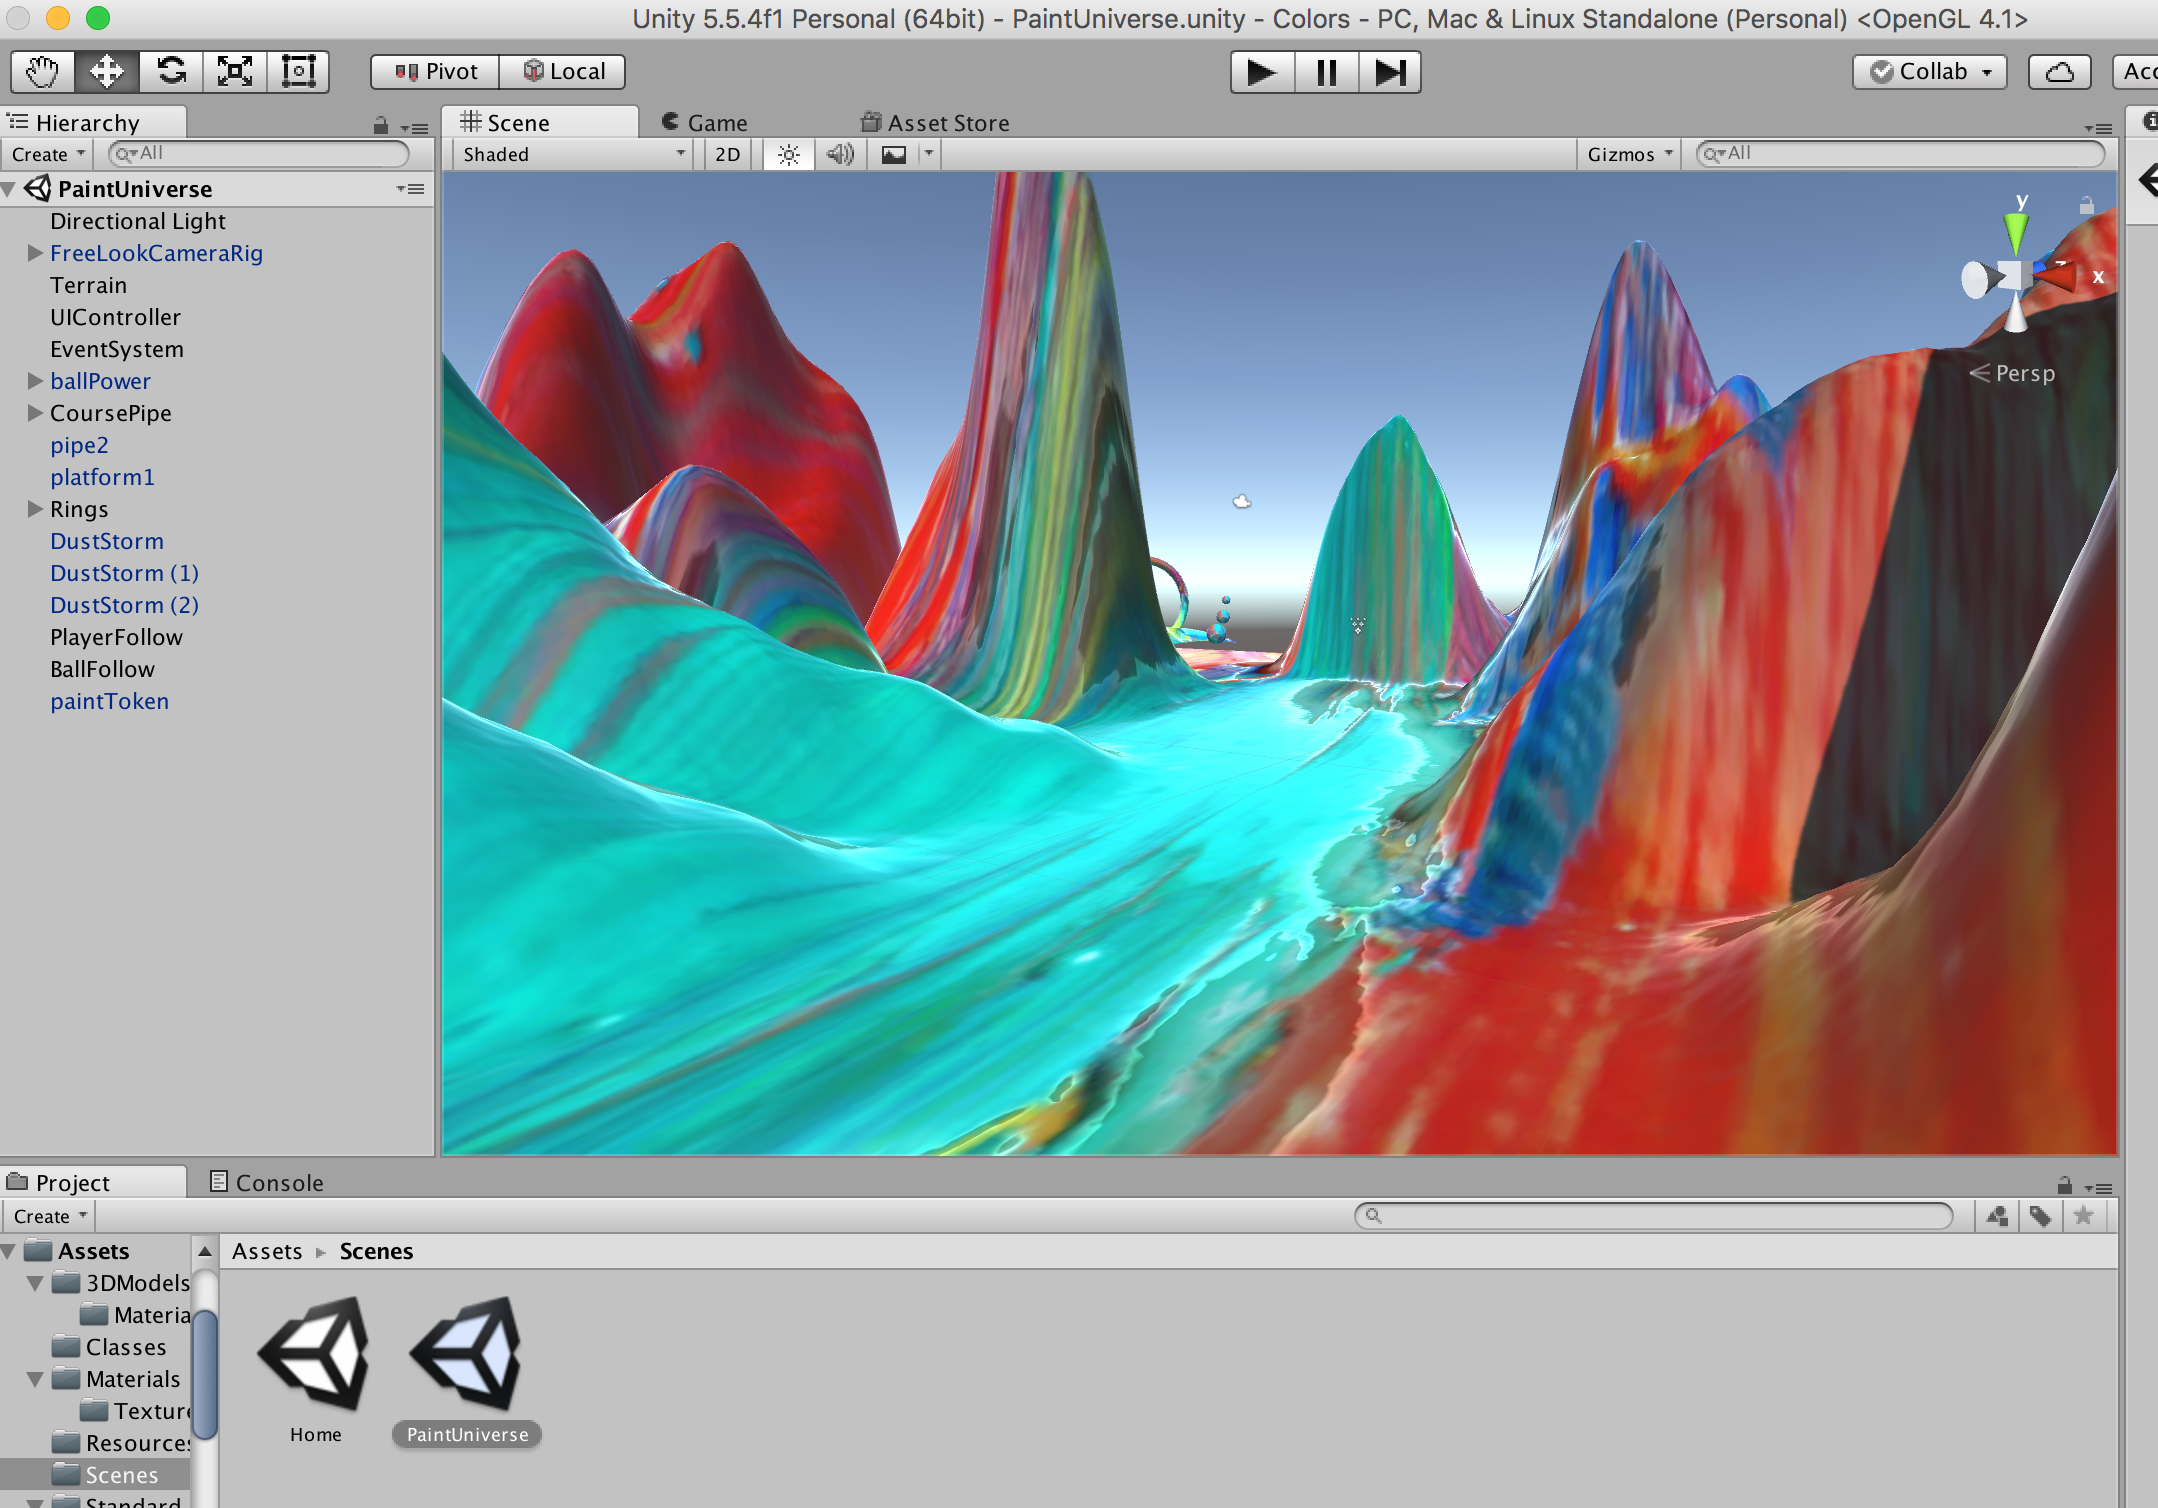 Unity 5.5.4f1 Personal (64bit) - PaintUniverse.unity - Colors - PC, Mac & Linux Standalone (Personal) <OpenGL 4.1>
Pivot Local Collab Acc
Hierarchy
Create All
PaintUniverse
Directional Light
FreeLookCameraRig
Terrain
UIController
EventSystem
ballPower
CoursePipe
pipe2
platform1
Rings
DustStorm
DustStorm (1)
DustStorm (2)
PlayerFollow
BallFollow
paintToken
Scene Game Asset Store
Shaded 2D Gizmos All
y
z
x
Persp
Project Console
Create
Assets
3DModels
Materia
Classes
Materials
Texture
Resources
Scenes
Standard
Assets Scenes
Home PaintUniverse